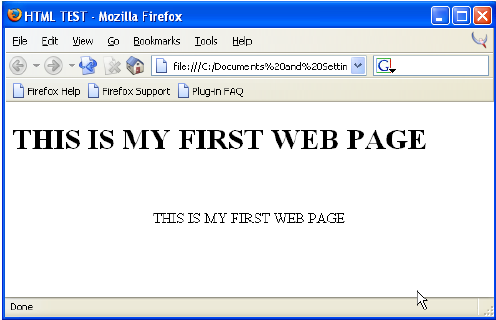 HTML TEST - Mozilla Firefox
File Edit View Go Bookmarks Tools Help
file:///C:/Documents%20and%20Settin G
Firefox Help Firefox Support Plug-in FAQ
THIS IS MY FIRST WEB PAGE
THIS IS MY FIRST WEB PAGE
Done